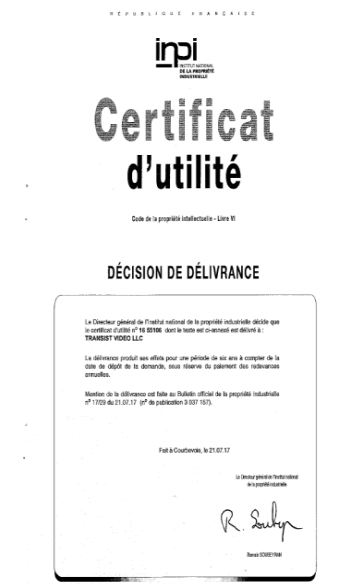 RÉPUBLIQUE FRANÇAISE
inpi
INSTITUT NATIONAL
DE LA PROPRIÉTÉ
INDUSTRIELLE
Certificat
d'utilité
Code de la propriété intellectuelle - Livre VI
DÉCISION DE DÉLIVRANCE
Le Directeur général de l'Institut national de la propriété industrielle décide que
le certificat d'utilité n° 16 55106 dont le texte est ci-annexé est délivré à :
TRANSIST VIDEO LLC
La délivrance produit ses effets pour une période de six ans à compter de la
date de dépôt de la demande, sous réserve du paiement des redevances
annuelles.
Mention de la délivrance est faite au Bulletin officiel de la propriété industrielle
n° 17/29 du 21.07.17 (n° de publication 3 037 157).
Fait à Courbevoie, le 21.07.17
Le Directeur général de l'Institut national
de la propriété industrielle
R. Soubeyr
Romain SOUBEYRAN